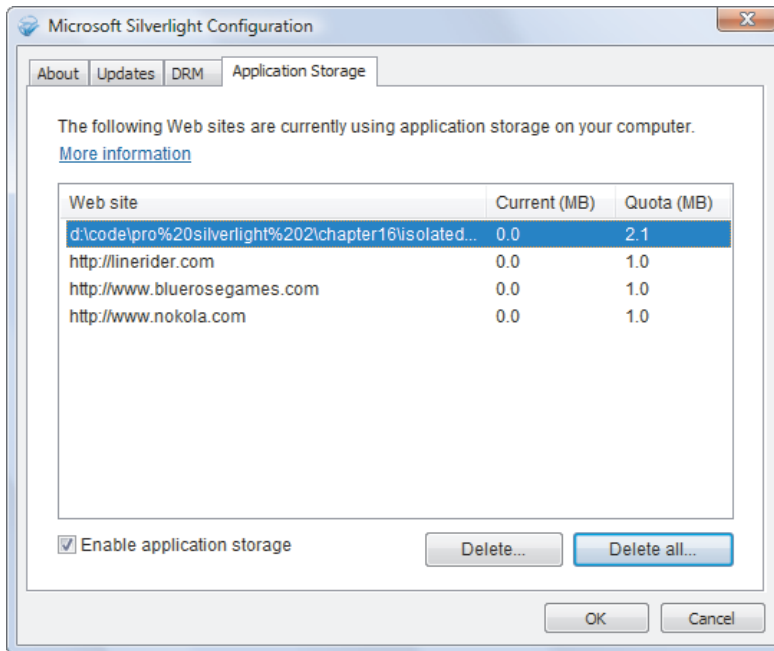 Microsoft Silverlight Configuration
About Updates DRM Application Storage
The following Web sites are currently using application storage on your computer.
More information
Web site Current (MB) Quota (MB)
d:\code\pro%20silverlight%202\chapter16\isolated... 0.0 2.1
http://linerider.com 0.0 1.0
http://www.bluerosegames.com 0.0 1.0
http://www.nokola.com 0.0 1.0
Enable application storage Delete... Delete all...
OK Cancel